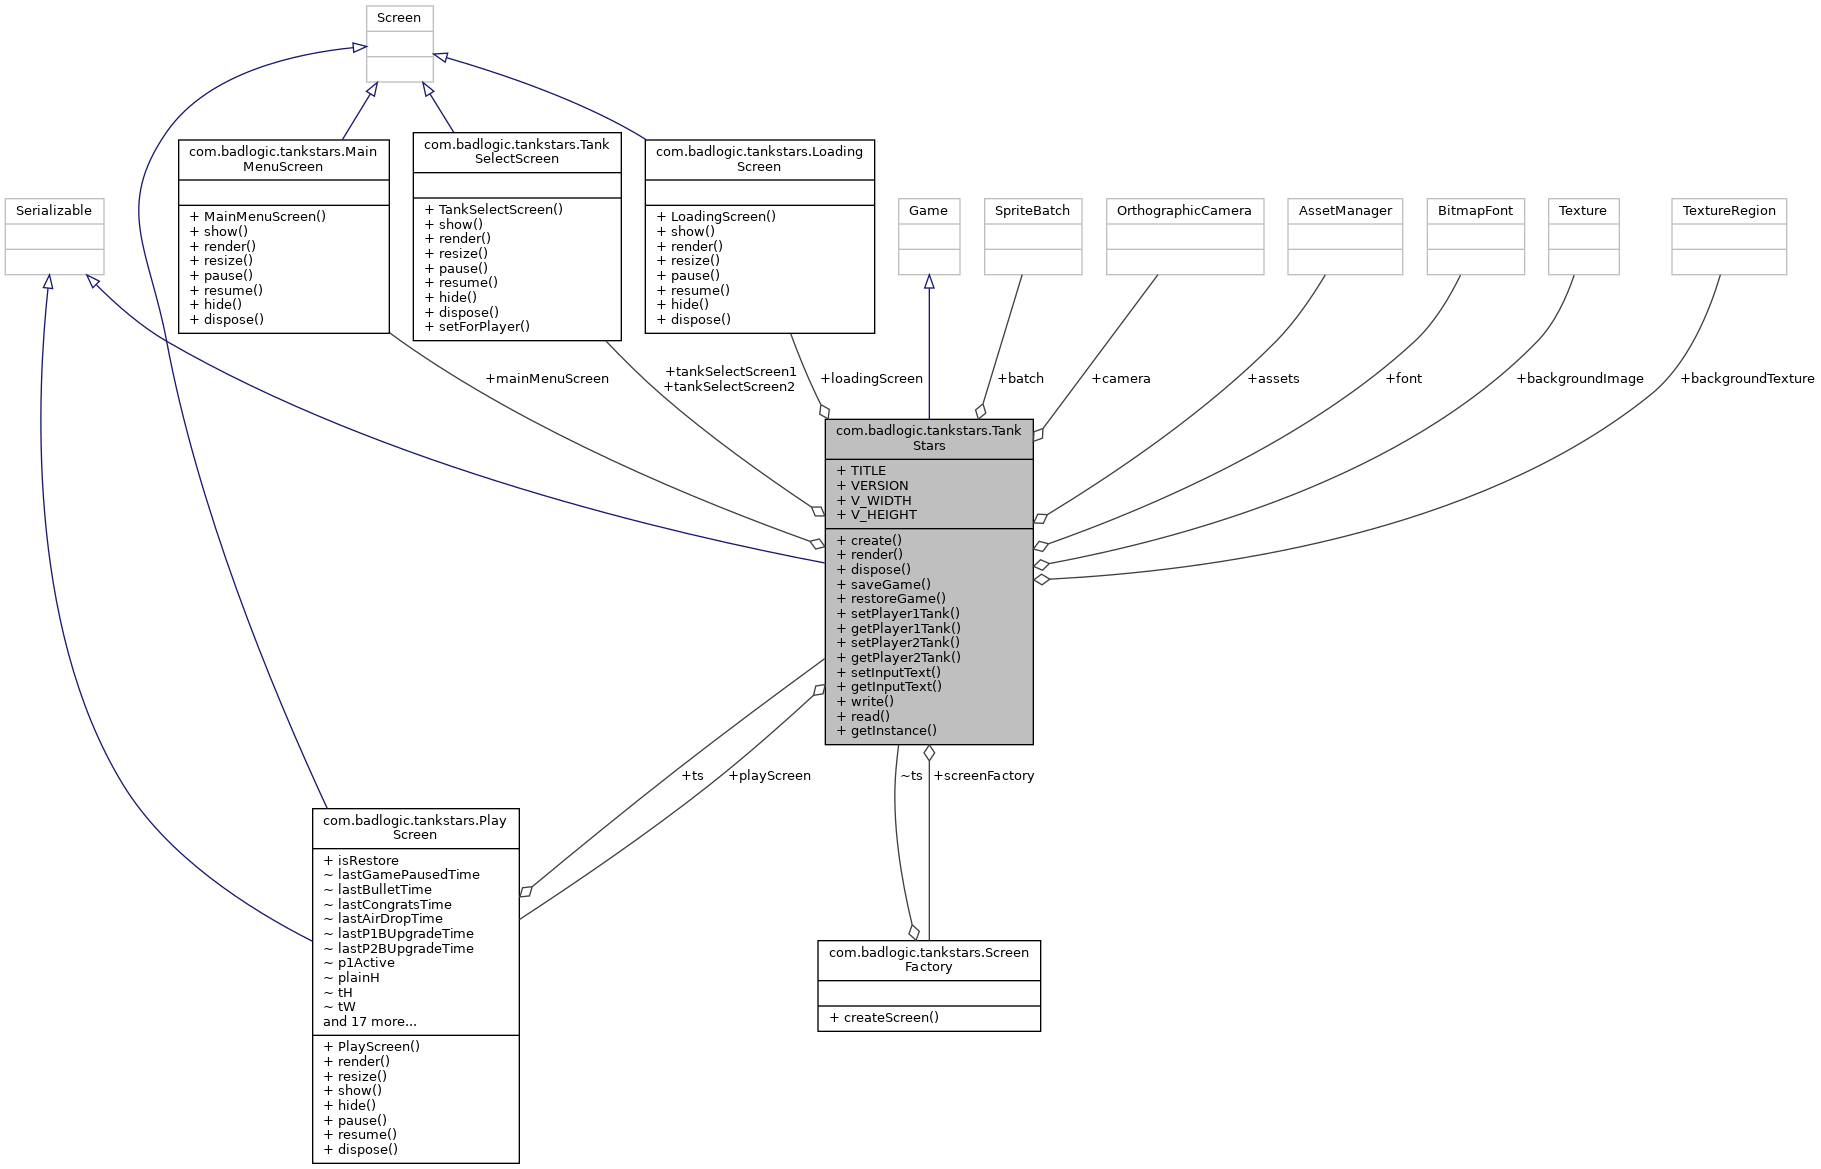 Screen
com.badlogic.tankstars.Main
MenuScreen
+ MainMenuScreen()
+ show()
+ render()
+ resize()
+ pause()
+ resume()
+ hide()
+ dispose()
com.badlogic.tankstars.Tank
SelectScreen
+ TankSelectScreen()
+ show()
+ render()
+ resize()
+ pause()
+ resume()
+ hide()
+ dispose()
+ setForPlayer()
com.badlogic.tankstars.Loading
Screen
+ LoadingScreen()
+ show()
+ render()
+ resize()
+ pause()
+ resume()
+ hide()
+ dispose()
Serializable
Game
SpriteBatch
OrthographicCamera
AssetManager
BitmapFont
Texture
TextureRegion
+mainMenuScreen
+tankSelectScreen1
+tankSelectScreen2
+loadingScreen
+batch
+camera
+assets
+font
+backgroundImage
+backgroundTexture
com.badlogic.tankstars.Tank
Stars
+ TITLE
+ VERSION
+ V_WIDTH
+ V_HEIGHT
+ create()
+ render()
+ dispose()
+ saveGame()
+ restoreGame()
+ setPlayer1Tank()
+ getPlayer1Tank()
+ setPlayer2Tank()
+ getPlayer2Tank()
+ setInputText()
+ getInputText()
+ write()
+ read()
+ getInstance()
+ts
+playScreen
~ts
+screenFactory
com.badlogic.tankstars.Play
Screen
+ isRestore
~ lastGamePausedTime
~ lastBulletTime
~ lastCongratsTime
~ lastAirDropTime
~ lastP1BUpgradeTime
~ lastP2BUpgradeTime
~ p1Active
~ plainH
~ tH
~ tW
and 17 more...
+ PlayScreen()
+ render()
+ resize()
+ show()
+ hide()
+ pause()
+ resume()
+ dispose()
com.badlogic.tankstars.Screen
Factory
+ createScreen()